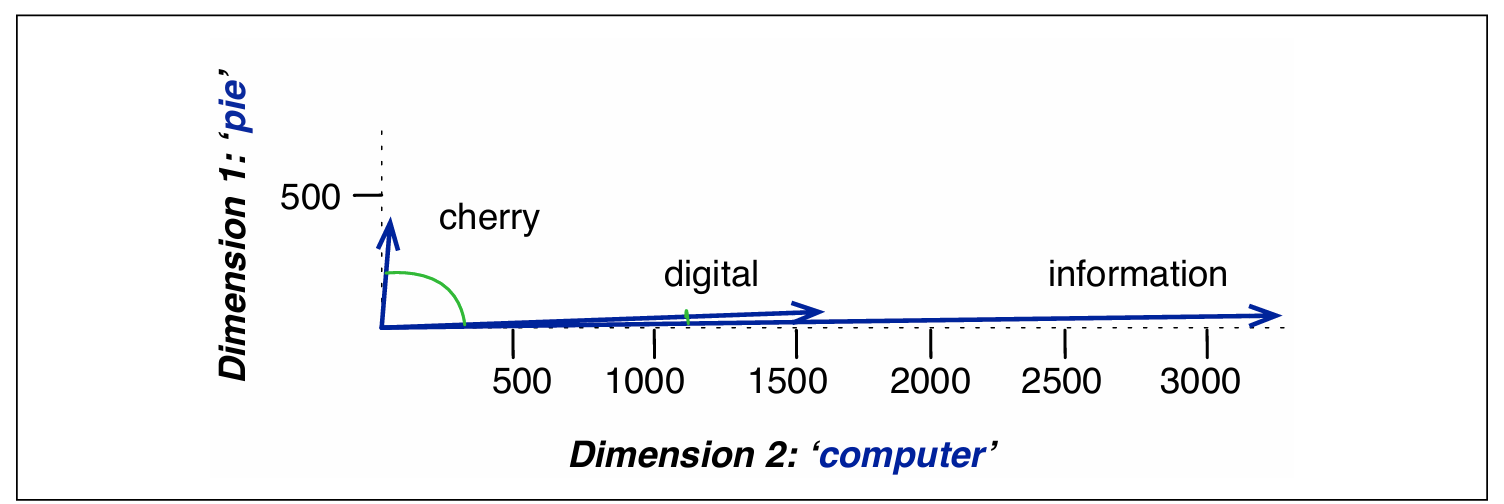 Dimension 1: ‘pie’
500
cherry
digital
information
500 1000 1500 2000 2500 3000
Dimension 2: ‘computer’